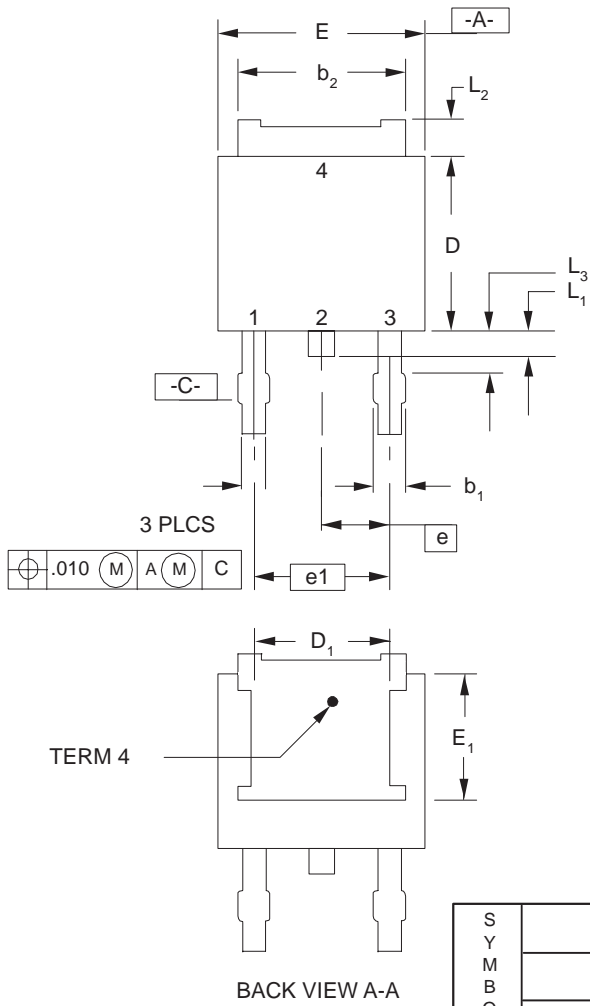 E
-A-
b2
L2
4
D
L3
L1
1 2 3
-C-
b1
3 PLCS
e
.010 M A M C
e1
D1
E1
TERM 4
BACK VIEW A-A
S
Y
M
B